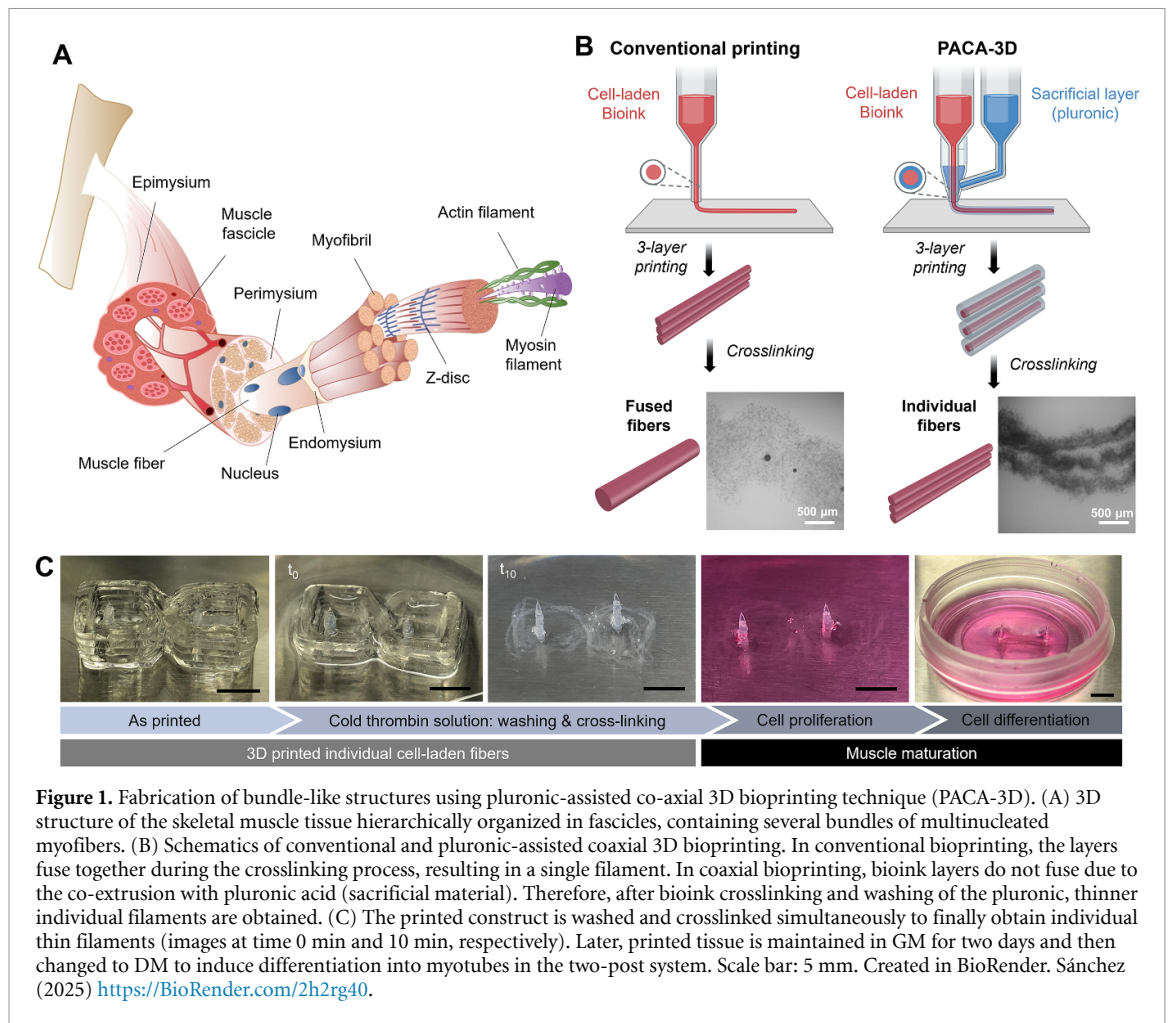 A
Epimysium
Muscle
fascicle
Perimysium
Myofibril
Actin filament
Myosin
filament
Z-disc
Endomysium
Muscle fiber
Nucleus
B
Conventional printing
PACA-3D
Cell-laden
Bioink
Cell-laden
Bioink
Sacrificial layer
(pluronic)
3-layer
printing
3-layer
printing
Crosslinking
Crosslinking
Fused
fibers
500 µm
Individual
fibers
500 µm
C
t0
t10
As printed
Cold thrombin solution: washing & cross-linking
Cell proliferation
Cell differentiation
3D printed individual cell-laden fibers
Muscle maturation
Figure 1. Fabrication of bundle-like structures using pluronic-assisted co-axial 3D bioprinting technique (PACA-3D). (A) 3D
structure of the skeletal muscle tissue hierarchically organized in fascicles, containing several bundles of multinucleated
myofibers. (B) Schematics of conventional and pluronic-assisted coaxial 3D bioprinting. In conventional bioprinting, the layers
fuse together during the crosslinking process, resulting in a single filament. In coaxial bioprinting, bioink layers do not fuse due to
the co-extrusion with pluronic acid (sacrificial material). Therefore, after bioink crosslinking and washing of the pluronic, thinner
individual filaments are obtained. (C) The printed construct is washed and crosslinked simultaneously to finally obtain individual
thin filaments (images at time 0 min and 10 min, respectively). Later, printed tissue is maintained in GM for two days and then
changed to DM to induce differentiation into myotubes in the two-post system. Scale bar: 5 mm. Created in BioRender. Sánchez
(2025) https://BioRender.com/2h2rg40.